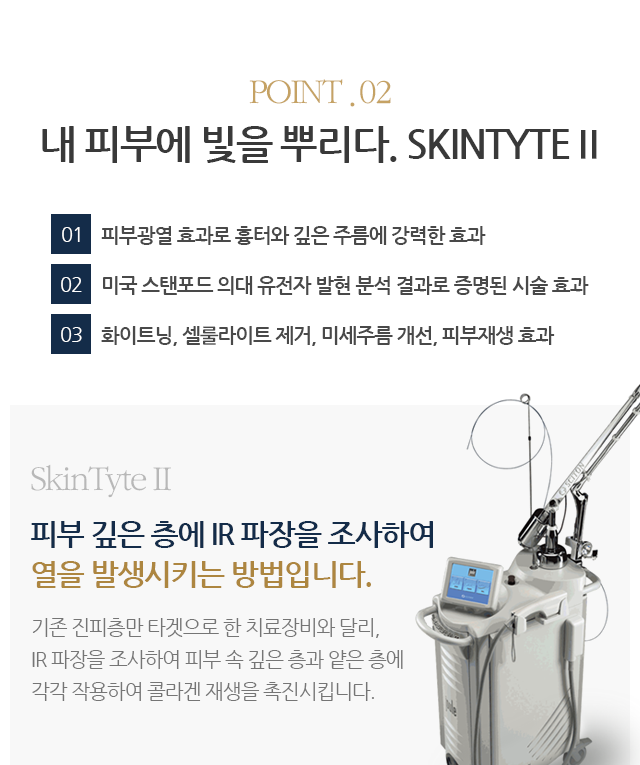 POINT . 02
내 피부에 빛을 뿌리다. SKINTYTE II
01 피부광열 효과로 흉터와 깊은 주름에 강력한 효과
02 미국 스탠포드 의대 유전자 발현 분석 결과로 증명된 시술 효과
03 화이트닝, 셀룰라이트 제거, 미세주름 개선, 피부재생 효과
SkinTyte II
피부 깊은 층에 IR 파장을 조사하여
열을 발생시키는 방법입니다.
기존 진피층만 타겟으로 한 치료장비와 달리,
IR 파장을 조사하여 피부 속 깊은 층과 얕은 층에
각각 작용하여 콜라겐 재생을 촉진시킵니다.
SCITON